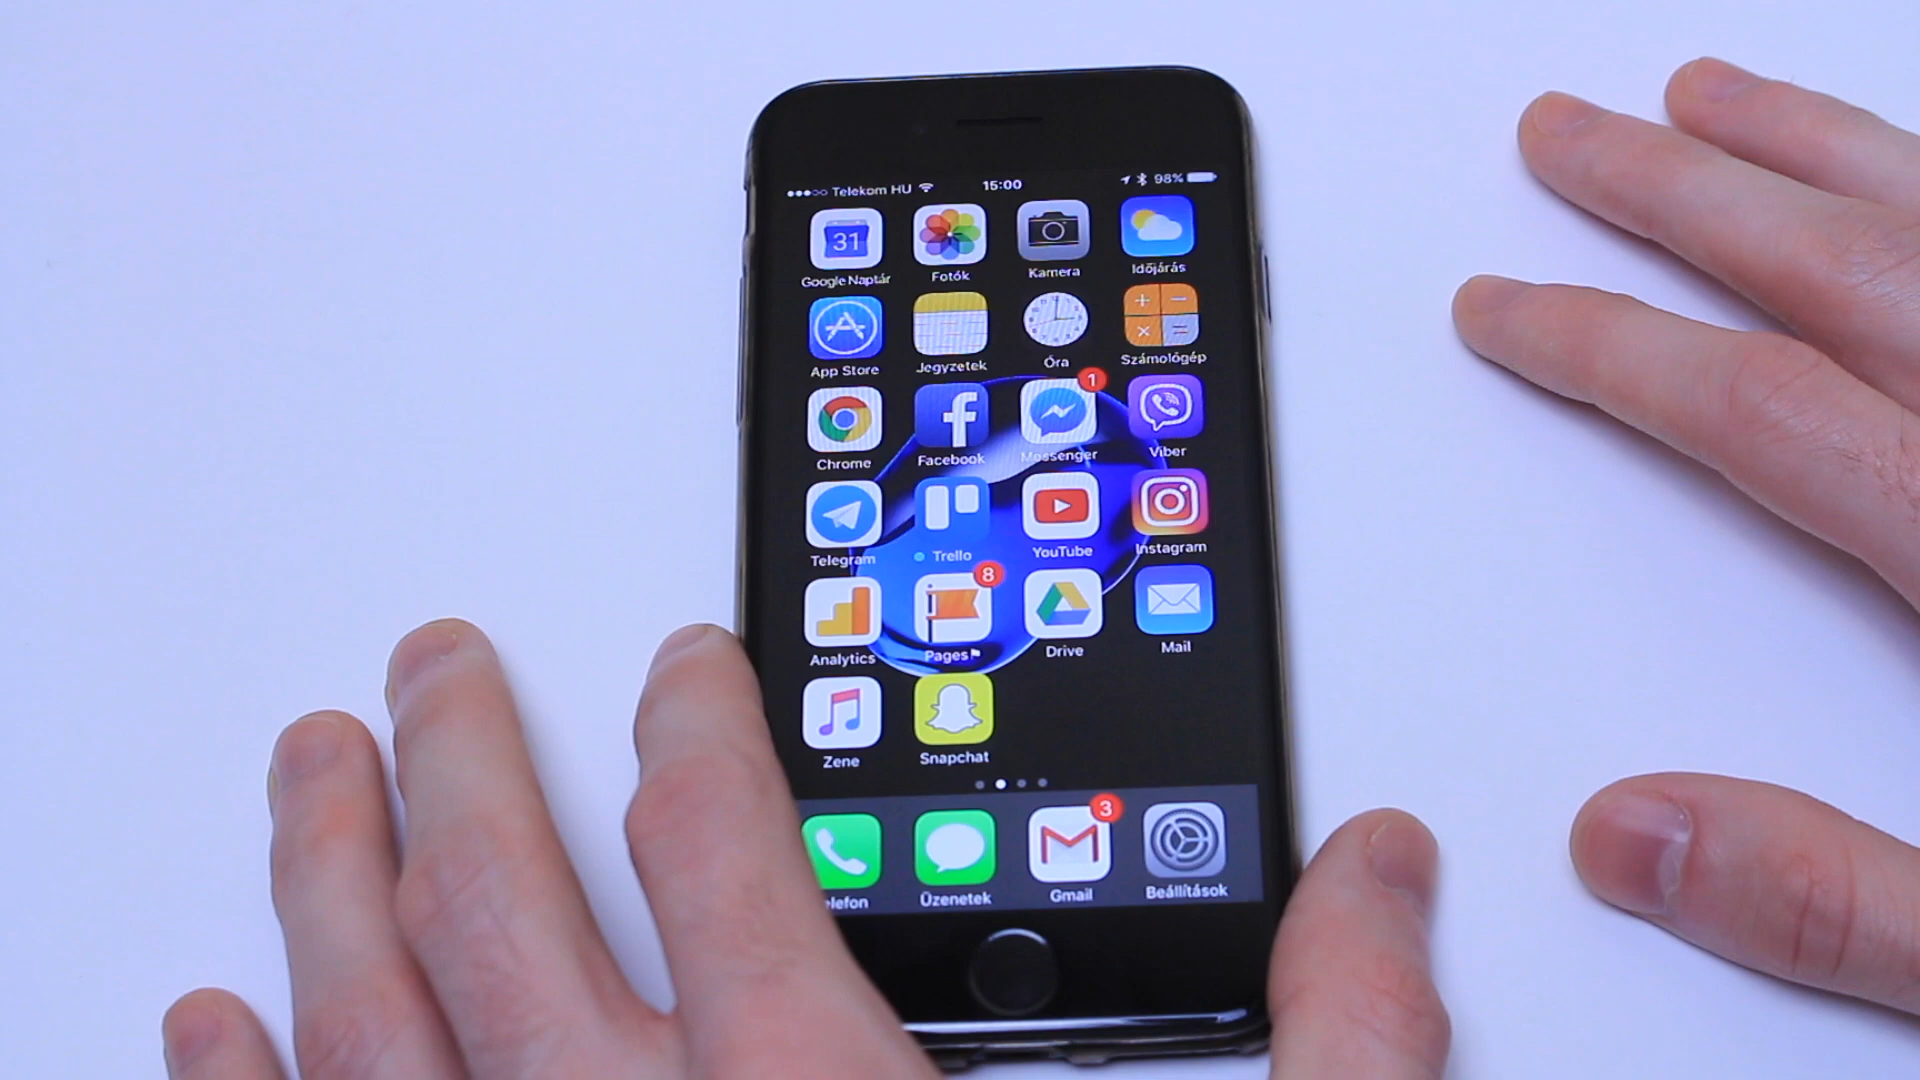 Telekom HU 15:00 98%
31
Google Naptár Fotók Kamera Időjárás
App Store Jegyzetek Óra Számológép
1
Chrome Facebook Messenger Viber
Telegram Trello YouTube Instagram
8
Analytics Pages Drive Mail
Zene Snapchat
3
elefon Üzenetek Gmail Beállítások